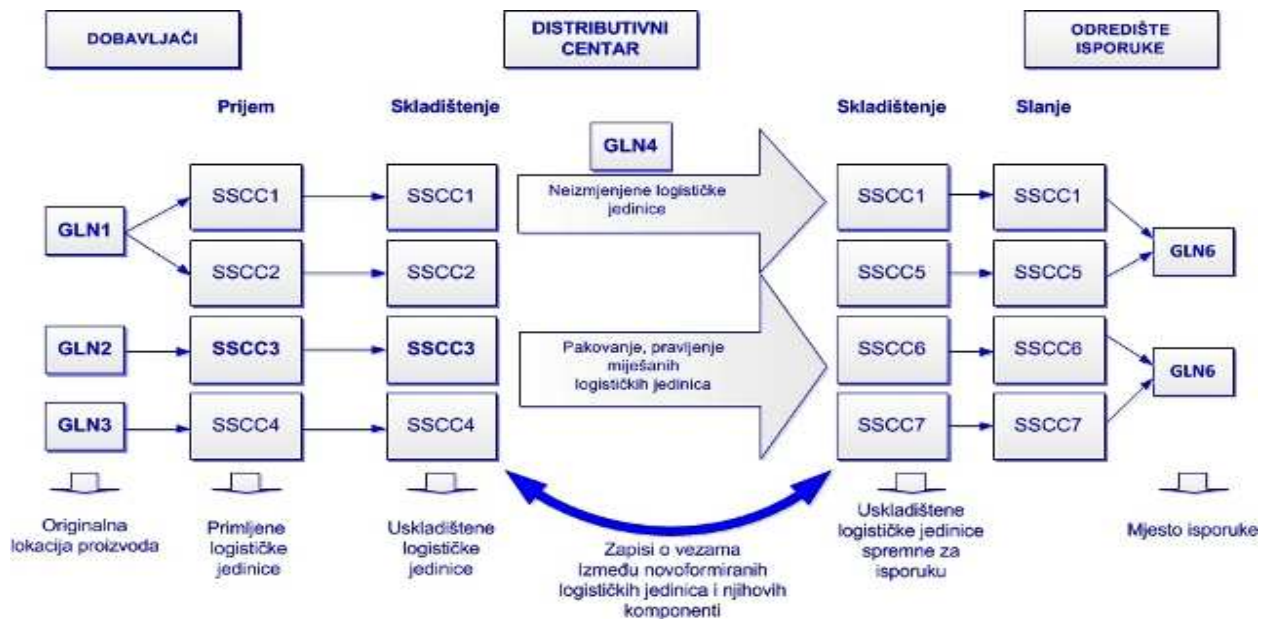 DOBAVLJAČI
DISTRIBUTIVNI
CENTAR
ODREDIŠTE
ISPORUKE
Prijem
Skladištenje
Skladištenje
Slanje
GLN4
Neizmjenjene logističke
jedinice
GLN1
SSCC1
SSCC1
SSCC1
SSCC1
SSCC2
SSCC2
SSCC5
SSCC5
GLN6
GLN2
SSCC3
SSCC3
Pakovanje, pravljenje
miješanih
logističkih jedinica
SSCC6
SSCC6
GLN6
GLN3
SSCC4
SSCC4
SSCC7
SSCC7
Originalna
lokacija proizvoda
Primljene
logističke
jedinice
Uskladištene
logističke
jedinice
Zapisi o vezama
Između novoformiranih
logističkih jedinica i njihovih
komponenti
Uskladištene
logističke jedinice
spremne za
isporuku
Mjesto isporuke